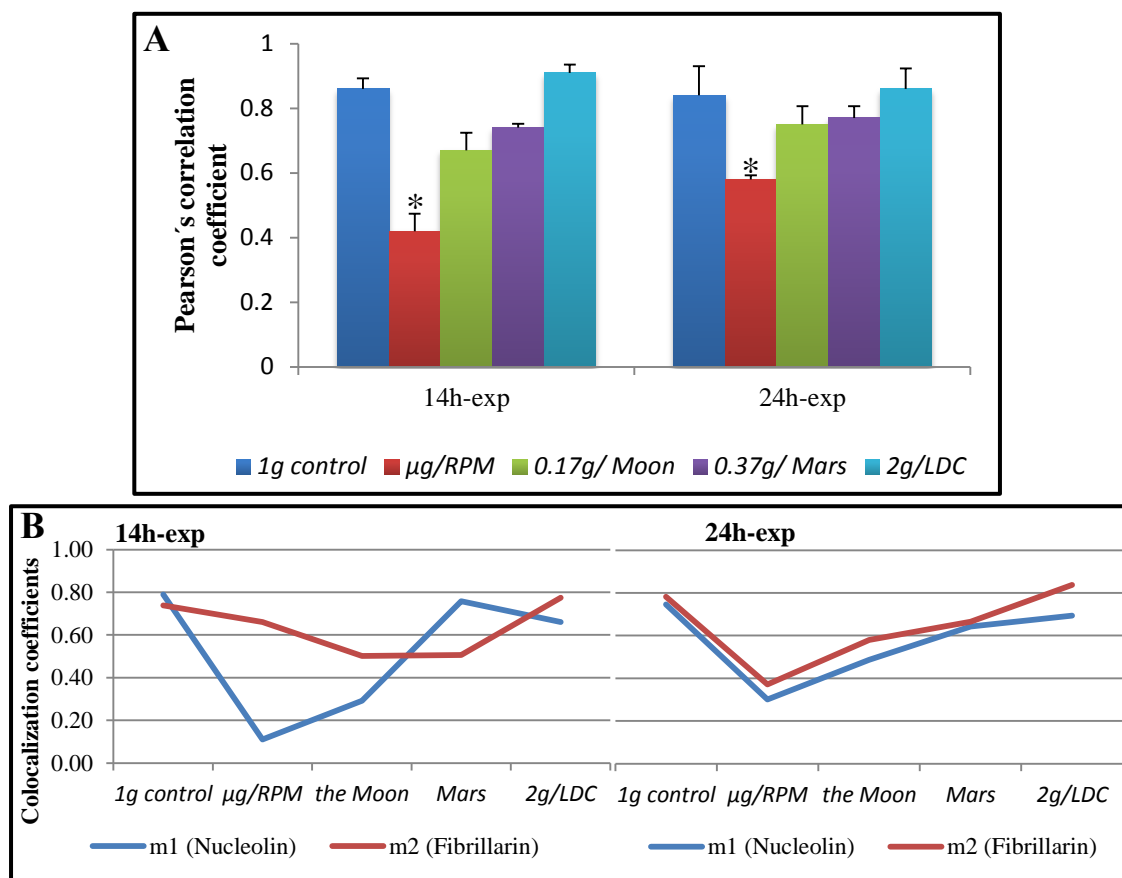 A
Pearson´s correlation
coefficient
1
0.8
0.6
0.4
0.2
0
*
*
14h-exp
24h-exp
1g control
µg/RPM
0.17g/ Moon
0.37g/ Mars
2g/LDC
B
14h-exp
24h-exp
Colocalization coefficients
1.00
0.80
0.60
0.40
0.20
0.00
1g control µg/RPM the Moon Mars 2g/LDC
1g control µg/RPM the Moon Mars 2g/LDC
m1 (Nucleolin) m2 (Fibrillarin)
m1 (Nucleolin) m2 (Fibrillarin)